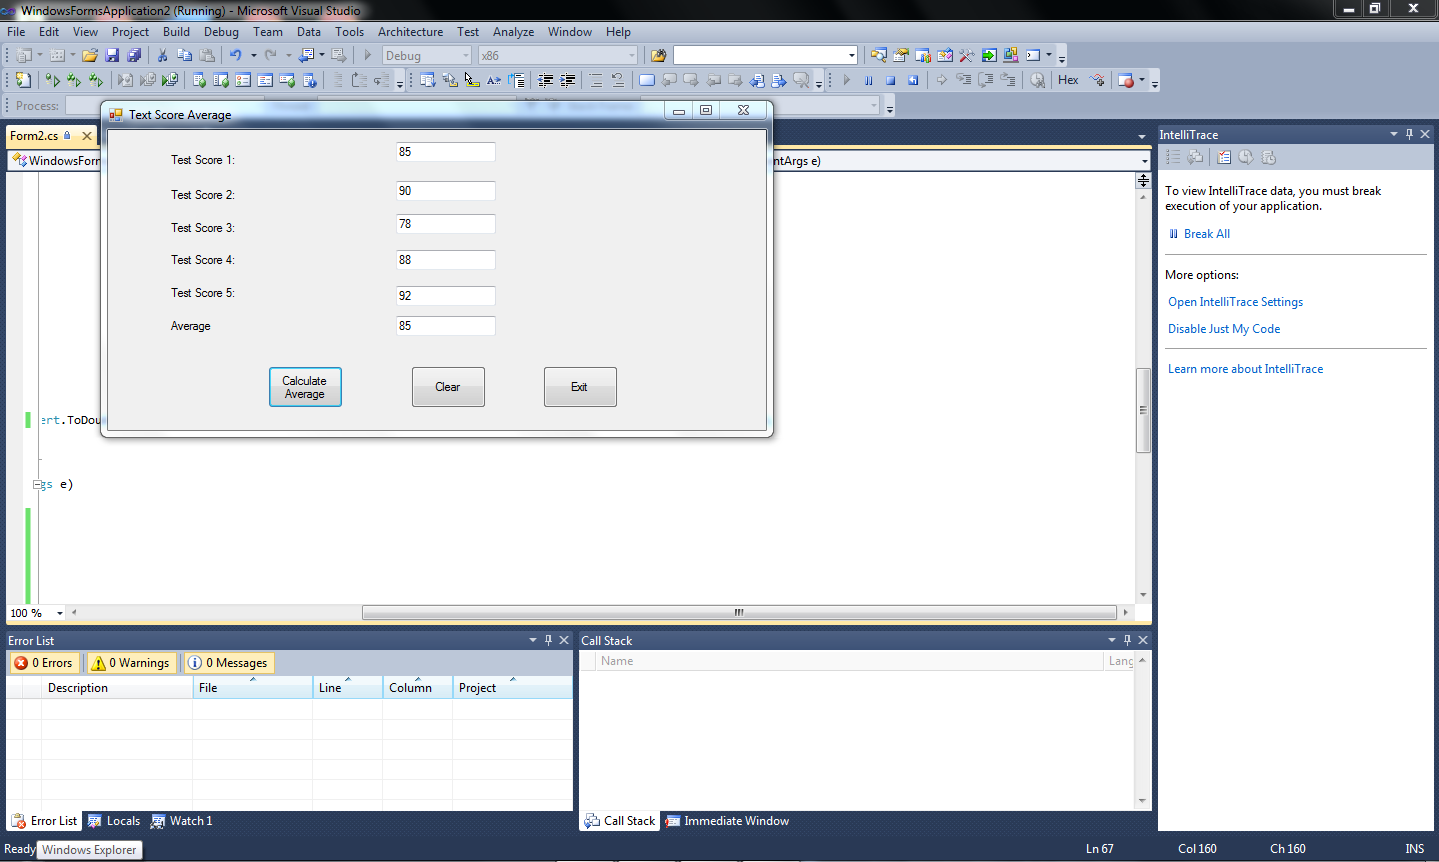 WindowsFormsApplication2 (Running) - Microsoft Visual Studio
File Edit View Project Build Debug Team Data Tools Architecture Test Analyze Window Help
Debug x86
Hex
Process:
Text Score Average
Form2.cs
WindowsForm
ntArgs e)
Test Score 1: 85
Test Score 2: 90
Test Score 3: 78
Test Score 4: 88
Test Score 5: 92
Average 85
Calculate Average
Clear
Exit
ert.ToDou
gs e)
100 %
IntelliTrace
To view IntelliTrace data, you must break
execution of your application.
Break All
More options:
Open IntelliTrace Settings
Disable Just My Code
Learn more about IntelliTrace
Error List
0 Errors 0 Warnings 0 Messages
Description File Line Column Project
Call Stack
Name Lang
Error List Locals Watch 1
Call Stack Immediate Window
Ready
Windows Explorer
Ln 67 Col 160 Ch 160 INS